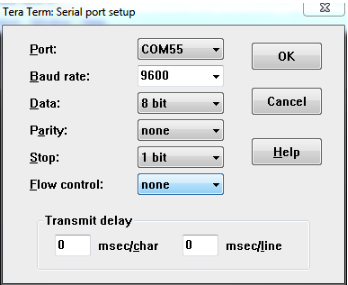 Tera Term: Serial port setup
Port: COM55 OK
Baud rate: 9600
Data: 8 bit Cancel
Parity: none
Stop: 1 bit Help
Flow control: none
Transmit delay
0 msec/char 0 msec/line